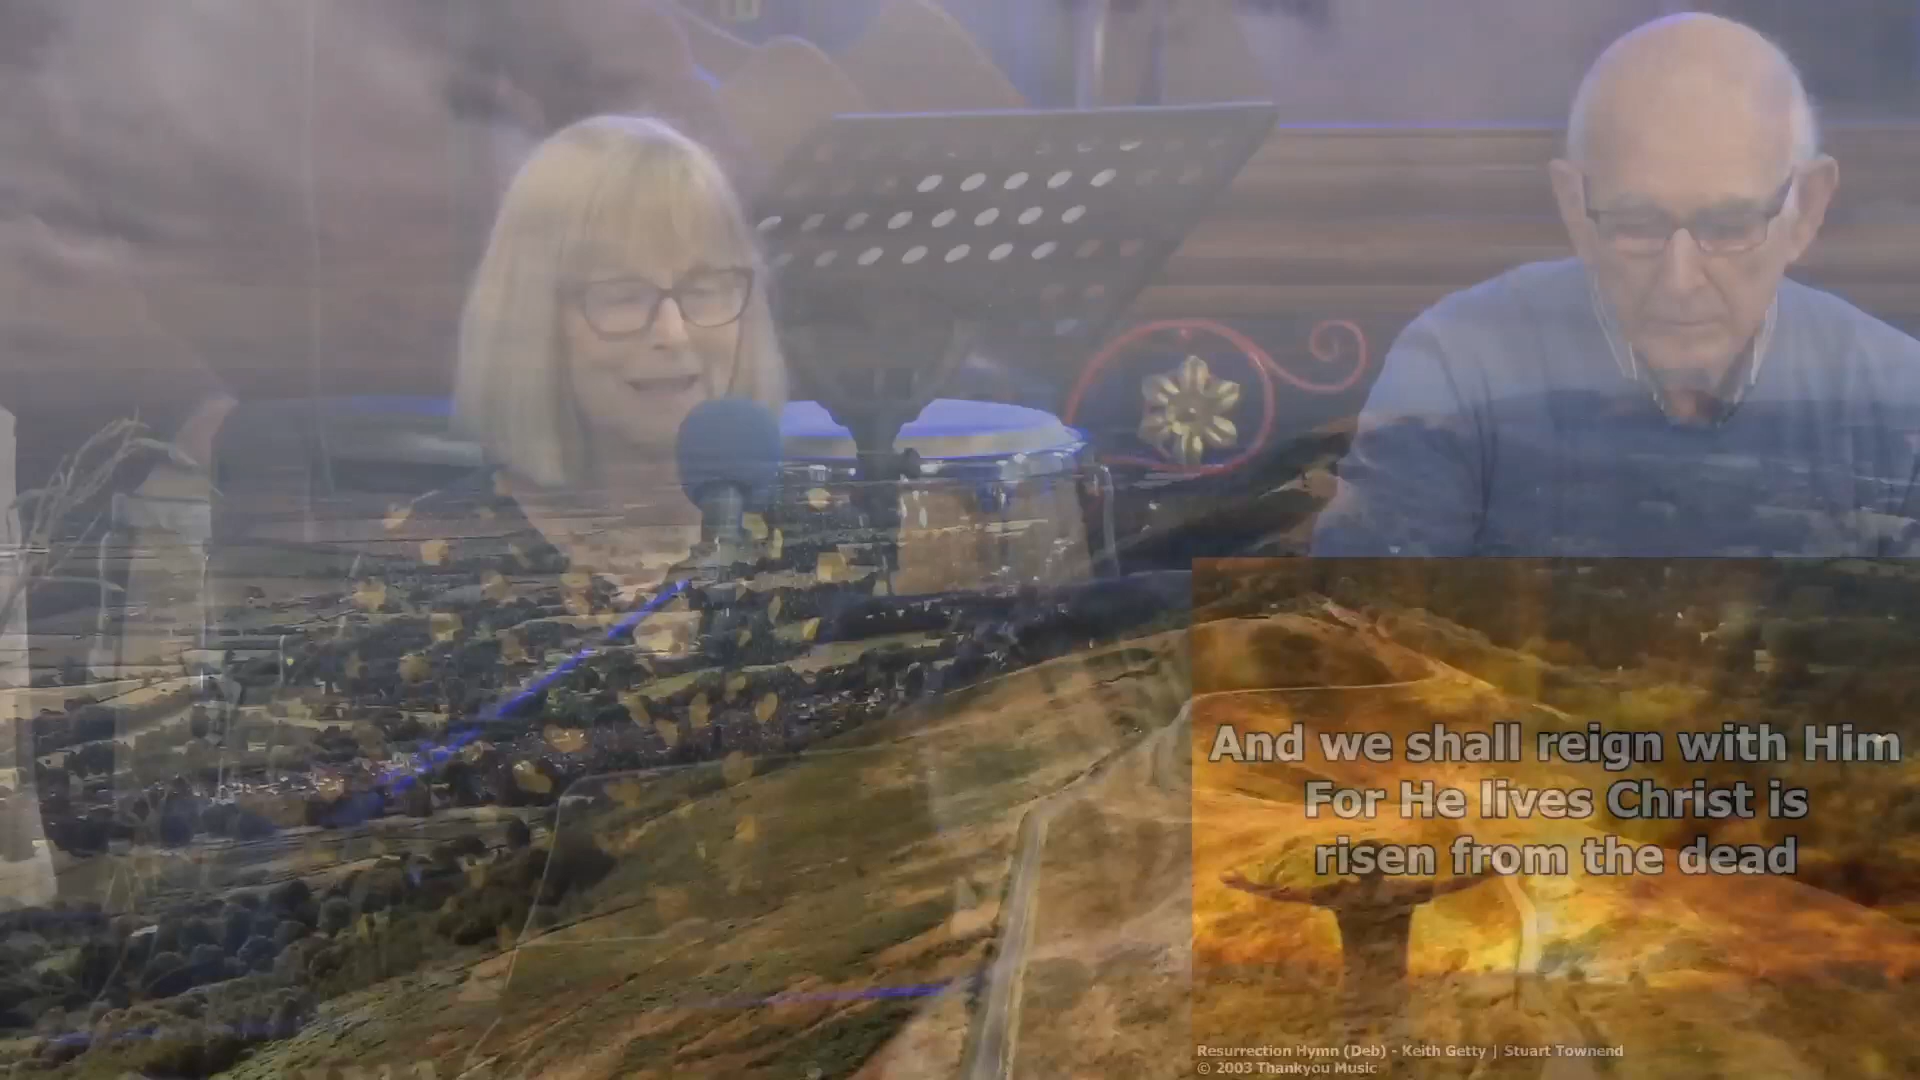 And we shall reign with Him
For He lives Christ is
risen from the dead
Resurrection Hymn (Deb) - Keith Getty | Stuart Townend
© 2003 Thankyou Music